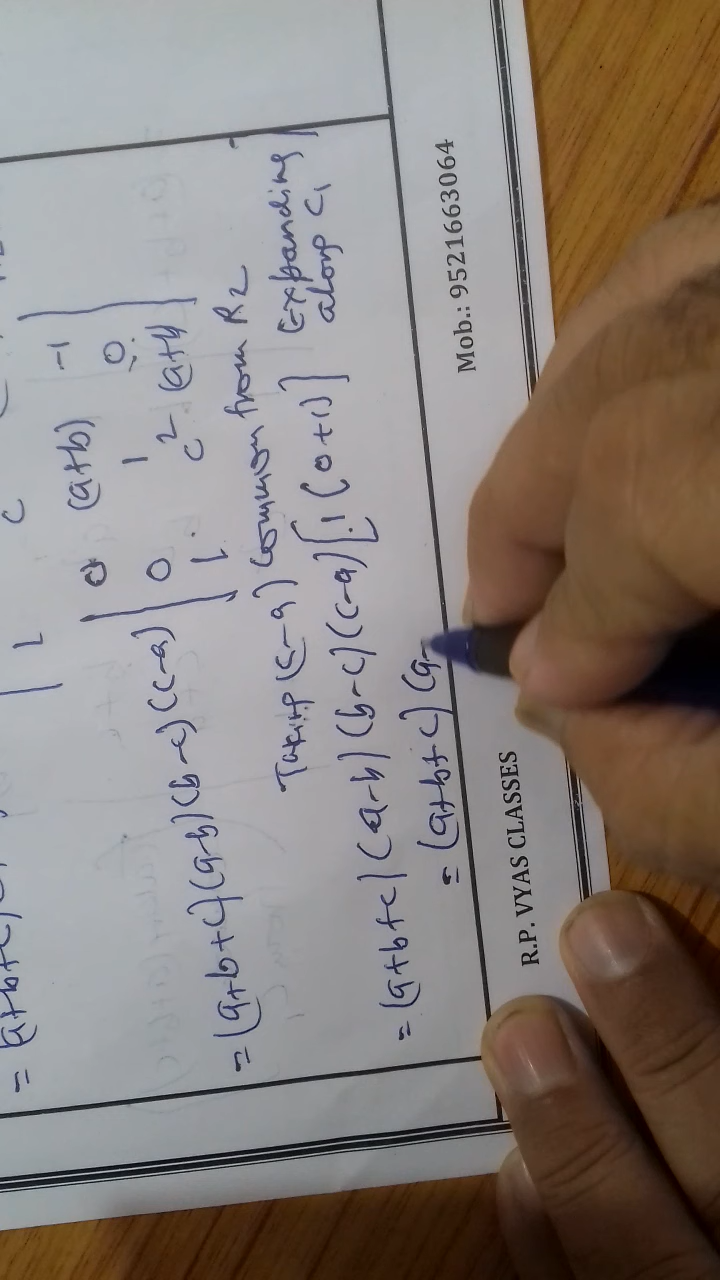 = (a+b+c)
1 c
| 0 (a+b) -1 |
= (a+b+c)(a-b)(b-c)(c-a) | 0 1 0 |
| 1 c² (a+b) |
Taking (c-a) common from R2
= (a+b+c) (a-b) (b-c) (c-a) [1 (0+1)] Expanding
along C1
= (a+b+c) (a-
R.P. VYAS CLASSES Mob.: 9521663064